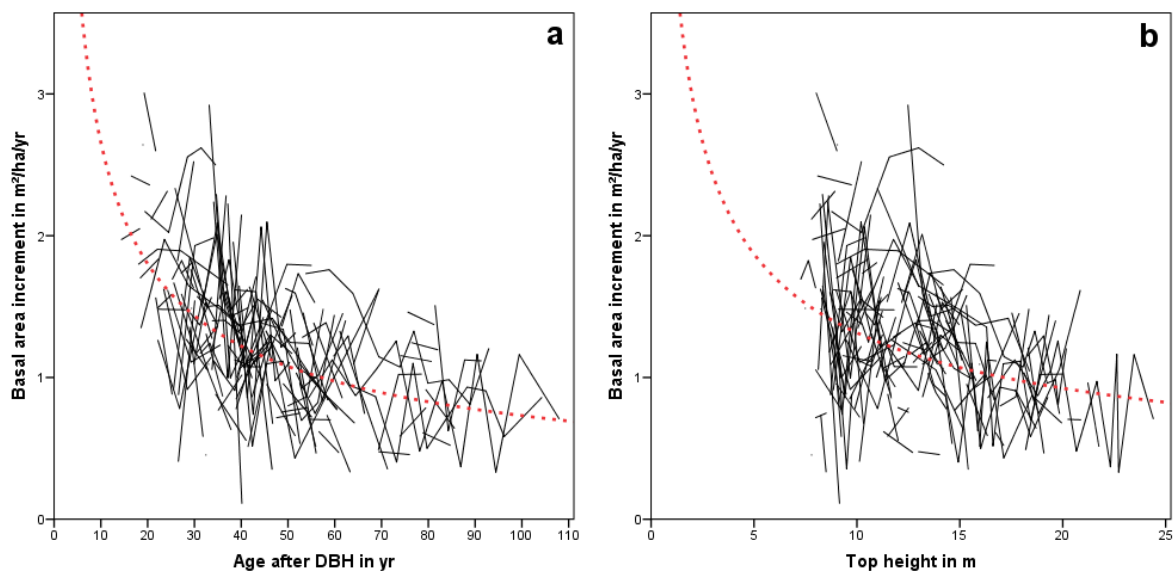 a
Basal area increment in m²/ha/yr
3
2
1
0
0 10 20 30 40 50 60 70 80 90 100 110
Age after DBH in yr
b
Basal area increment in m²/ha/yr
3
2
1
0
0 5 10 15 20 25
Top height in m